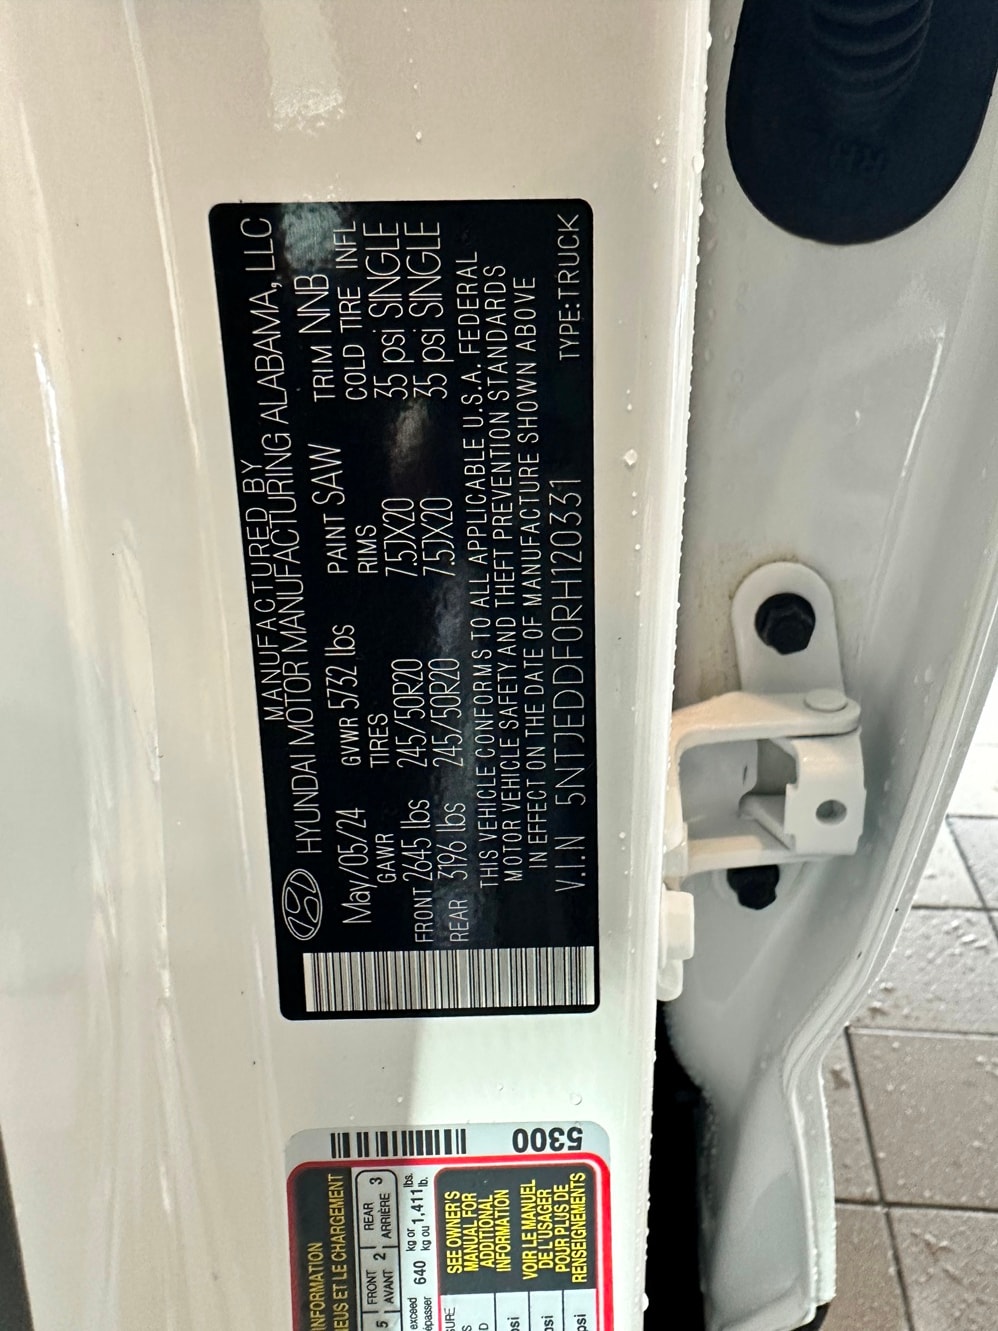 MANUFACTURED BY
HYUNDAI MOTOR MANUFACTURING ALABAMA, LLC
May/05/24 GVWR 5732 lbs PAINT SAW TRIM NNB
GAWR TIRES RIMS COLD TIRE INFL
FRONT 2645 lbs 245/50R20 7.5JX20 35 psi SINGLE
REAR 3196 lbs 245/50R20 7.5JX20 35 psi SINGLE
THIS VEHICLE CONFORMS TO ALL APPLICABLE U.S.A. FEDERAL
MOTOR VEHICLE SAFETY AND THEFT PREVENTION STANDARDS
IN EFFECT ON THE DATE OF MANUFACTURE SHOWN ABOVE
V.I.N 5NTJEDDF0RH120331 TYPE:TRUCK
5300
INFORMATION
ET LE CHARGEMENT
5 FRONT 2 REAR 3
AVANT ARRIÈRE
exceed 640 kg or 1,411 lbs.
kg ou lb.
SEE OWNER'S
MANUAL FOR
ADDITIONAL
INFORMATION
VOIR LE MANUEL
DE L'USAGER
POUR PLUS DE
RENSEIGNEMENTS
psi
psi
psi